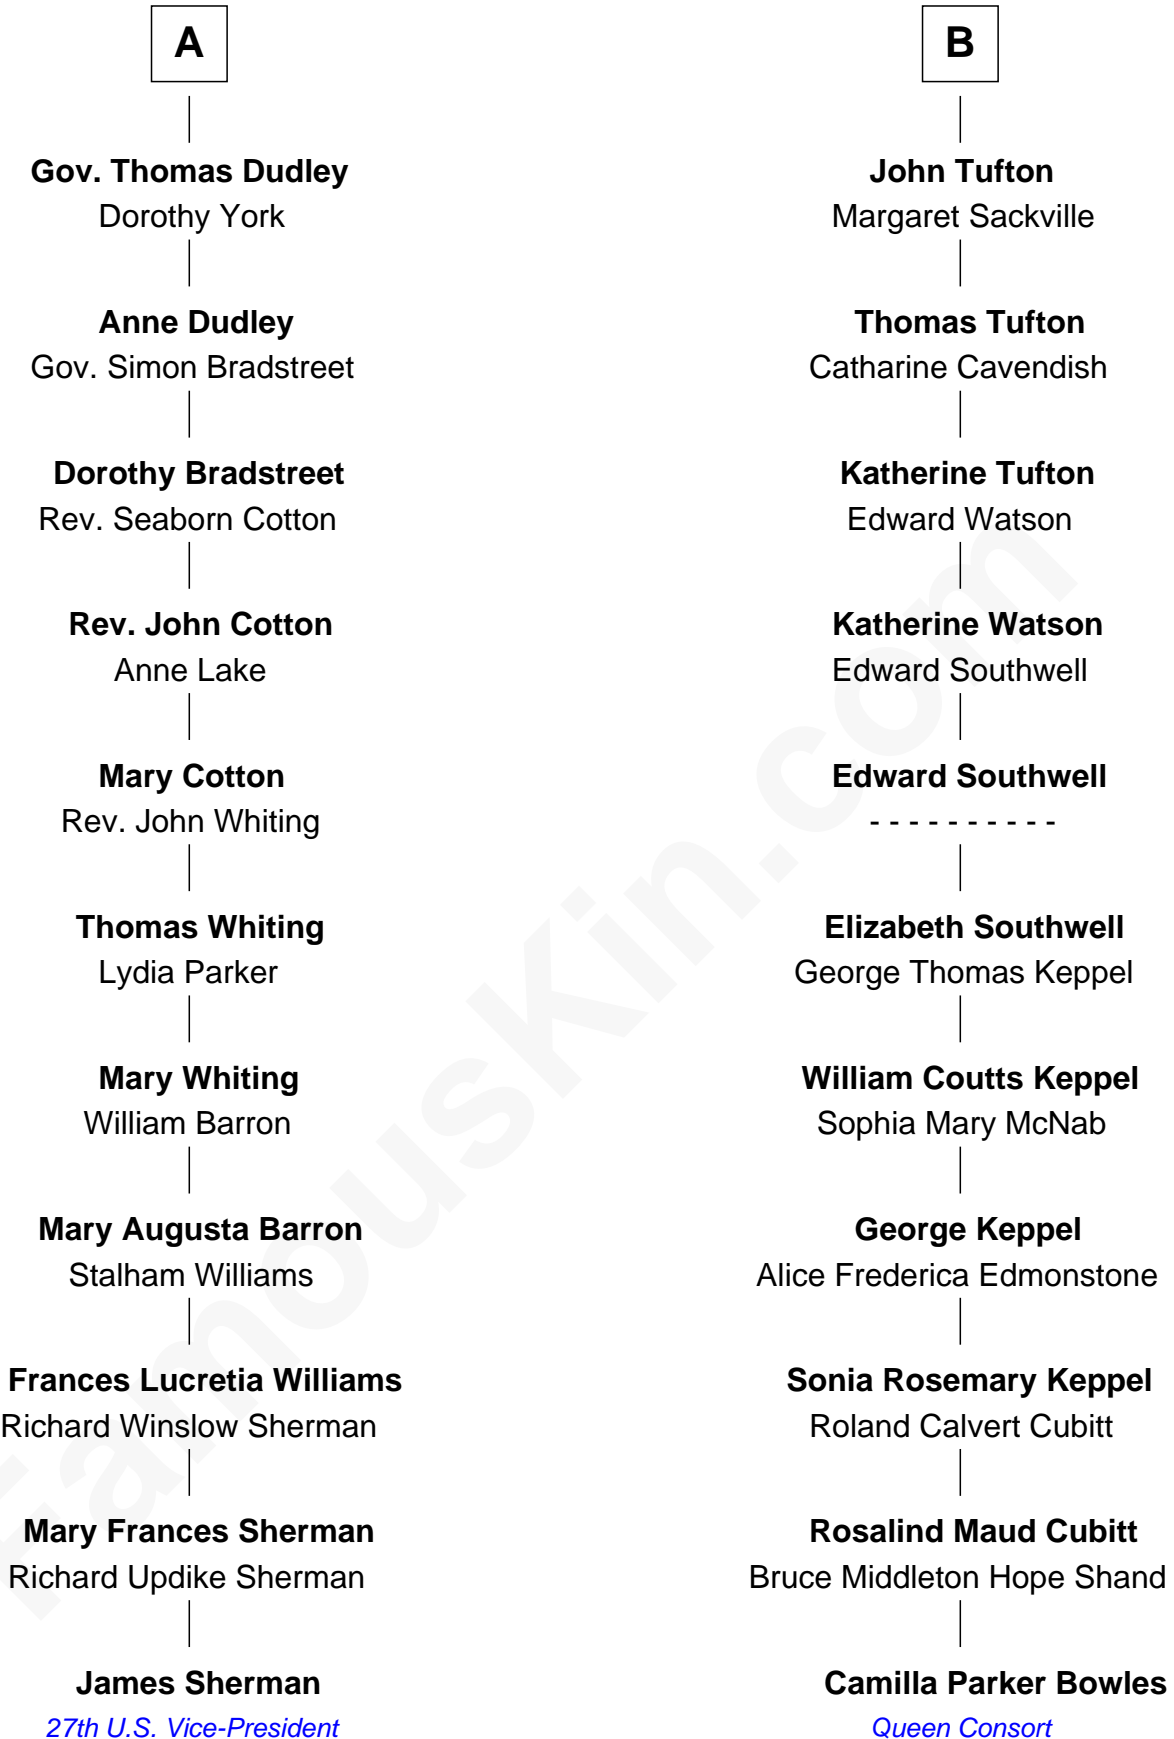 A
Gov. Thomas Dudley
Dorothy York
Anne Dudley
Gov. Simon Bradstreet
Dorothy Bradstreet
Rev. Seaborn Cotton
Rev. John Cotton
Anne Lake
Mary Cotton
Rev. John Whiting
Thomas Whiting
Lydia Parker
Mary Whiting
William Barron
Mary Augusta Barron
Stalham Williams
Frances Lucretia Williams
Richard Winslow Sherman
Mary Frances Sherman
Richard Updike Sherman
James Sherman
27th U.S. Vice-President
B
John Tufton
Margaret Sackville
Thomas Tufton
Catharine Cavendish
Katherine Tufton
Edward Watson
Katherine Watson
Edward Southwell
Edward Southwell
- - - - - - - - - -
Elizabeth Southwell
George Thomas Keppel
William Coutts Keppel
Sophia Mary McNab
George Keppel
Alice Frederica Edmonstone
Sonia Rosemary Keppel
Roland Calvert Cubitt
Rosalind Maud Cubitt
Bruce Middleton Hope Shand
Camilla Parker Bowles
Queen Consort
FamousKin.com